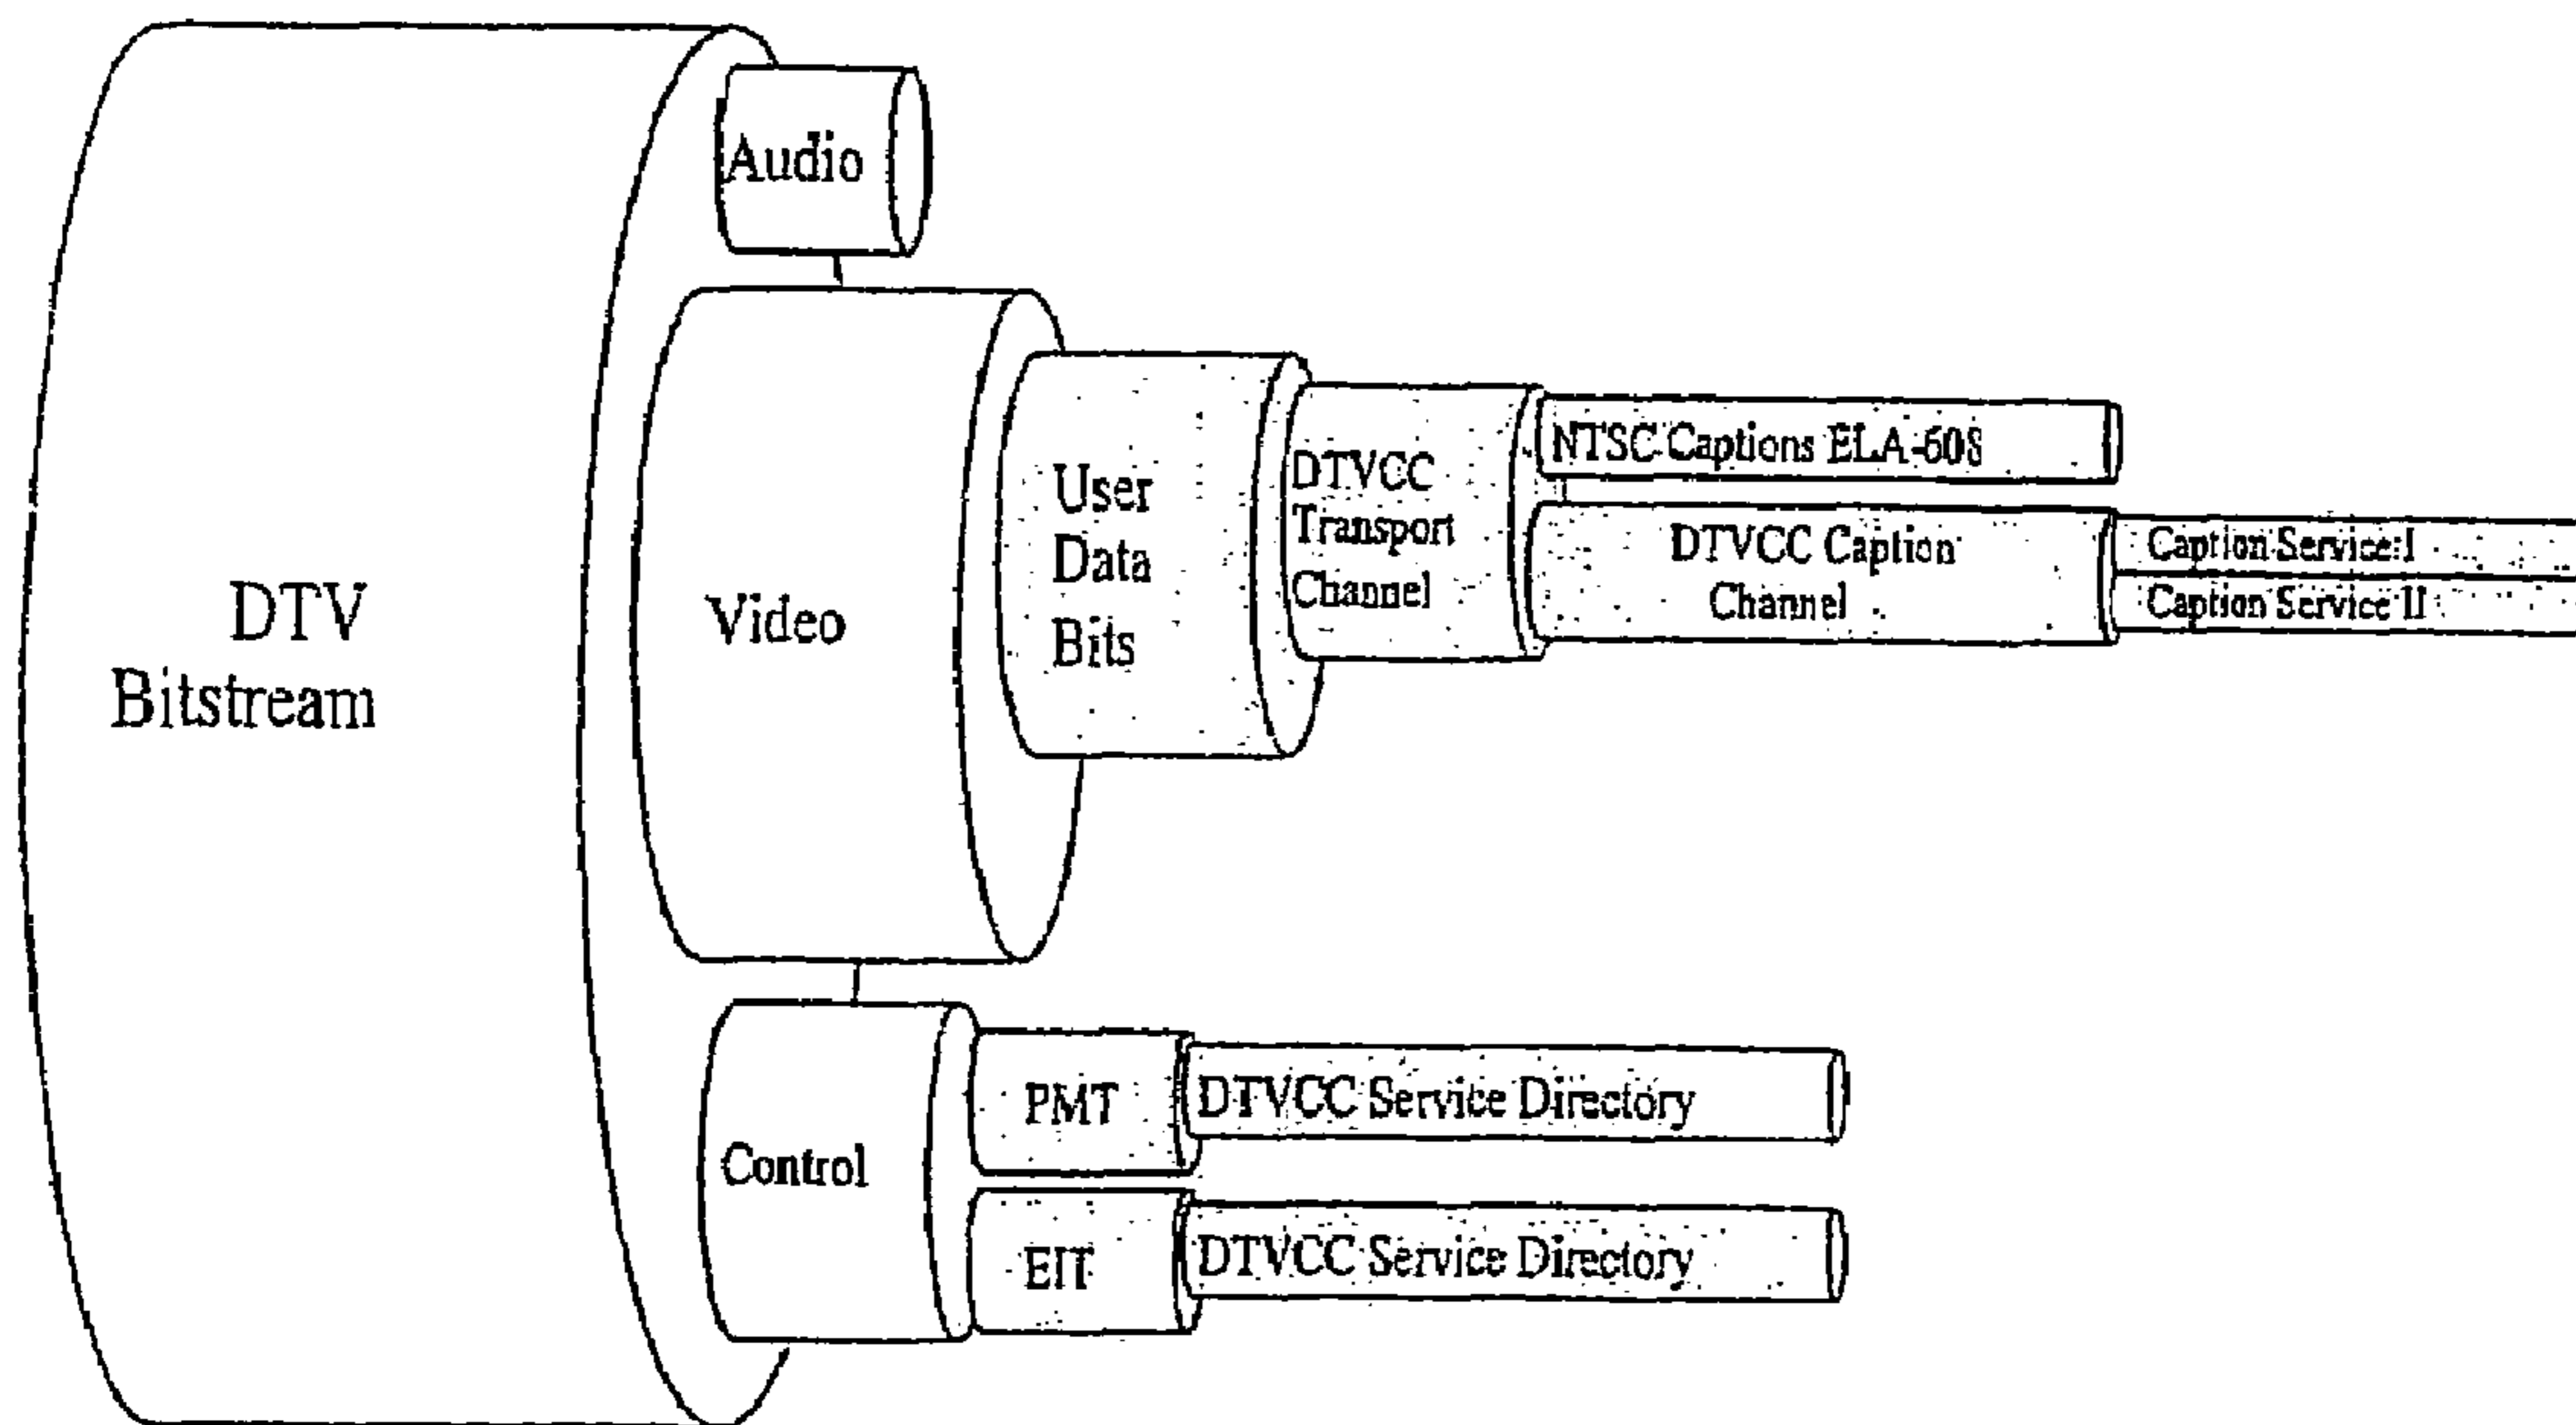 Audio
DTV
Bitstream
Video
User
Data
Bits
DTVCC
Transport
Channel
NTSC Captions ELA-608
DTVCC Caption
Channel
Caption Service I
Caption Service II
Control
PMT
DTVCC Service Directory
EIT
DTVCC Service Directory